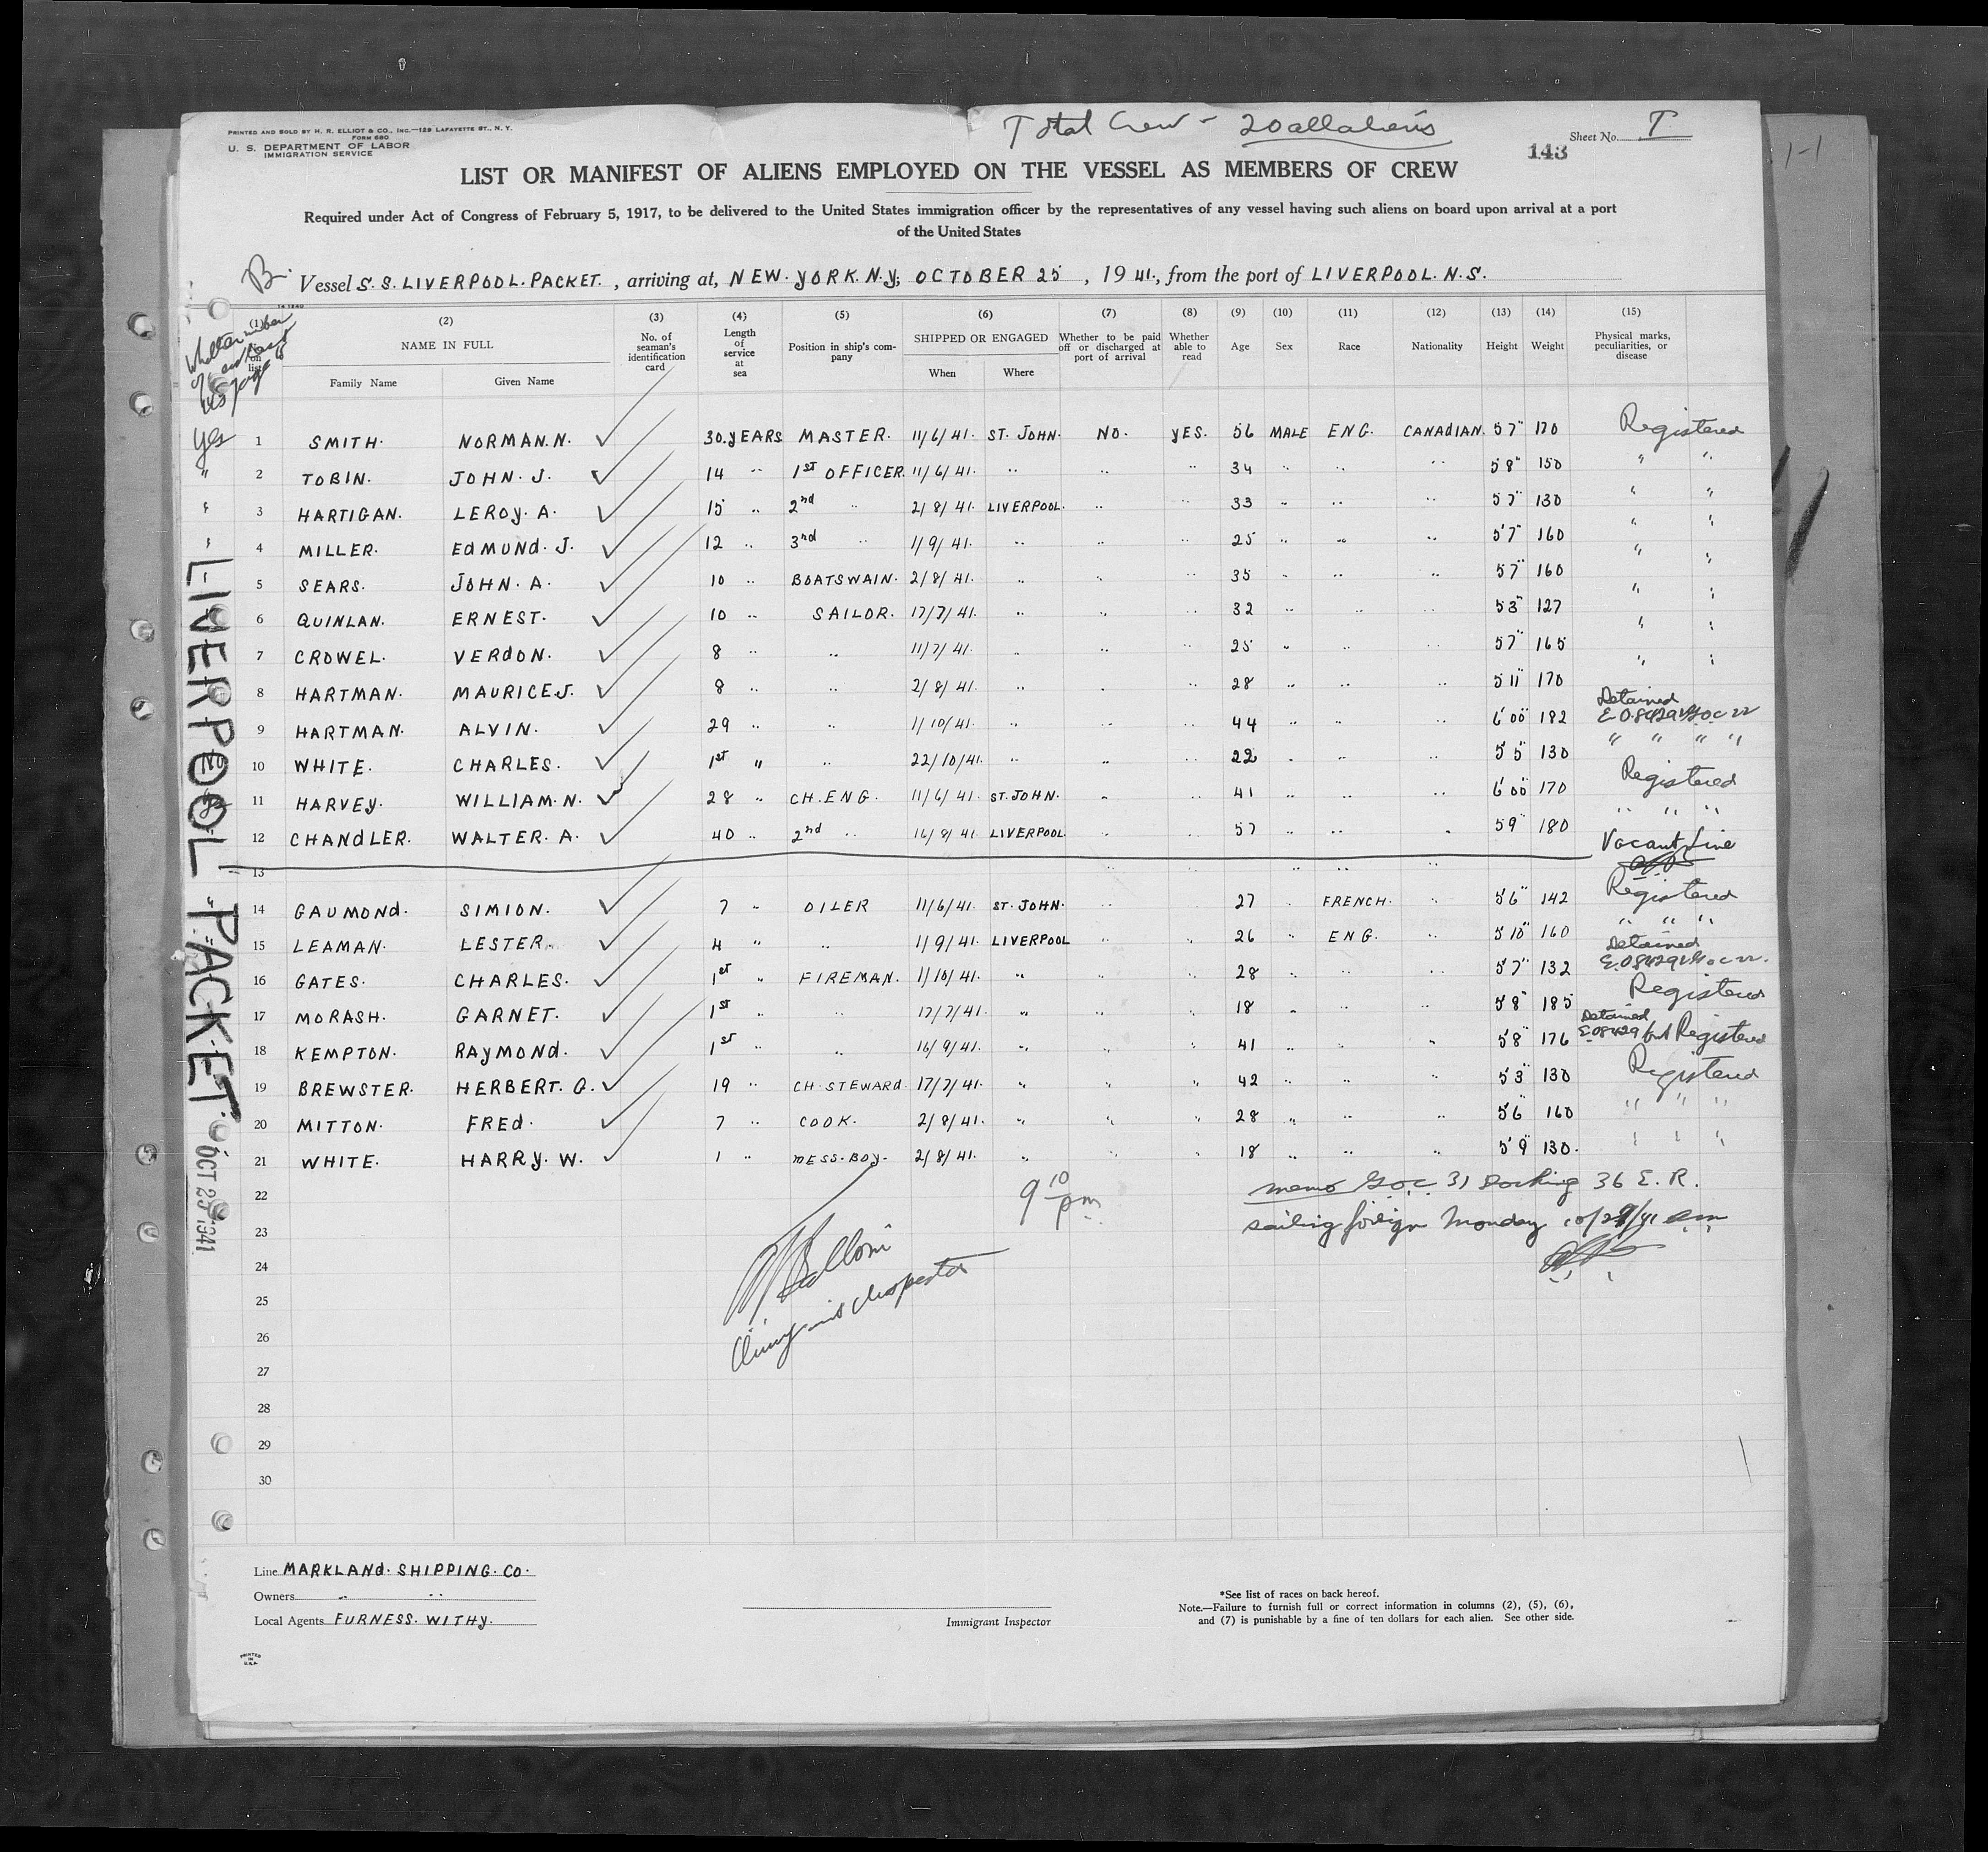 Total Crew - 20 all aliens
PRINTED AND SOLD BY H. R. ELLIOT & CO., INC.—129 LAFAYETTE ST., N. Y.
FORM 680
U. S. DEPARTMENT OF LABOR
IMMIGRATION SERVICE
Sheet No. I
143
1-1
LIST OR MANIFEST OF ALIENS EMPLOYED ON THE VESSEL AS MEMBERS OF CREW
Required under Act of Congress of February 5, 1917, to be delivered to the United States immigration officer by the representatives of any vessel having such aliens on board upon arrival at a port
of the United States
Vessel S. S. LIVERPOOL. PACKET. , arriving at, NEW. YORK. N.Y; OCTOBER 25 , 19 41., from the port of LIVERPOOL. N.S.
(1) (2) (3) (4) (5) (6) (7) (8) (9) (10) (11) (12) (13) (14) (15)
NAME IN FULL No. of seaman's identification card Length of service at sea Position in ship's company SHIPPED OR ENGAGED Whether to be paid off or discharged at port of arrival Whether able to read Age Sex Race Nationality Height Weight Physical marks, peculiarities, or disease
Family Name Given Name When Where
yes 1 SMITH. NORMAN. N. 30. YEARS MASTER. 11/6/41. ST. JOHN. NO. YES. 56 MALE ENG. CANADIAN. 5 7" 170 Registered
" 2 TOBIN. JOHN. J. 14 " 1ST OFFICER. 11/6/41. " " " 34 " " " 5 8" 150 " "
" 3 HARTIGAN. LEROY. A. 15 " 2nd " 2/8/41. LIVERPOOL. " " 33 " " " 5 7" 130 " "
" 4 MILLER. EDMUND. J. 12 " 3rd " 1/9/41. " " " 25 " " " 5'7" 160 " "
5 SEARS. JOHN. A. 10 " BOATSWAIN. 2/8/41. " " " 35 " " " 5 7" 160 " "
6 QUINLAN. ERNEST. 10 " SAILOR. 17/7/41. " " " 32 " " " 5 3" 127 " "
7 CROWEL. VERDON. 8 " " 11/7/41. " " " 25 " " " 5 7" 165 " "
8 HARTMAN. MAURICE J. 8 " " 2/8/41. " " " 28 " " " 5 11" 170 " "
9 HARTMAN. ALVIN. 29 " " 1/10/41. " " " 44 " " " 6'00" 182 Detained
10 WHITE. CHARLES. 1st " " 22/10/41. " " " 22 " " " 5'5" 130 " " " "
11 HARVEY. WILLIAM. N. 28 " CH. ENG. 11/6/41. ST. JOHN. " " 41 " " " 6'00" 170 Registered
12 CHANDLER. WALTER. A. 40 " 2nd " 16/8/41. LIVERPOOL. " " 57 " " " 5 9" 180 " " "
13 " " " " Vacant Line
14 GAUMOND. SIMION. 7 " OILER 11/6/41. ST. JOHN. " " 27 " FRENCH. " 5 6" 142 Registered
15 LEAMAN. LESTER. 4 " " 1/9/41. LIVERPOOL " " 26 " ENG. " 5 10" 160 " " "
16 GATES. CHARLES. 1st " FIREMAN. 1/10/41. " " " 28 " " " 5'7" 132 Detained
17 MORASH. GARNET. 1ST " " 17/7/41. " " " 18 " " " 5 8" 185 Registered
18 KEMPTON. RAYMOND. 1ST " " 16/9/41. " " " 41 " " " 5'8" 176 Detained E08429 but Registered
19 BREWSTER. HERBERT. O. 19 " CH. STEWARD. 17/7/41. " " " 42 " " " 5'3" 130 Registered
20 MITTON. FRED. 7 " COOK. 2/8/41. " " " 28 " " " 5'6" 160 " " "
21 WHITE. HARRY. W. 1 " MESS. BOY. 2/8/41. " " " 18 " " " 5'9" 130. " " "
22 9 10 pm memo G.O.C. 31 Docking 36 E. R.
23 sailing foreign Monday 10/27/41 am
24
25
26
27
28
29
30
Immig. Inspector
LIVERPOOL PACKET.
OCT 25 1941
Line MARKLAND. SHIPPING. CO.
Owners " "
Local Agents FURNESS. WITHY.
Immigrant Inspector
*See list of races on back hereof.
Note.—Failure to furnish full or correct information in columns (2), (5), (6),
and (7) is punishable by a fine of ten dollars for each alien. See other side.
PRINTED
IN
U.S.A.